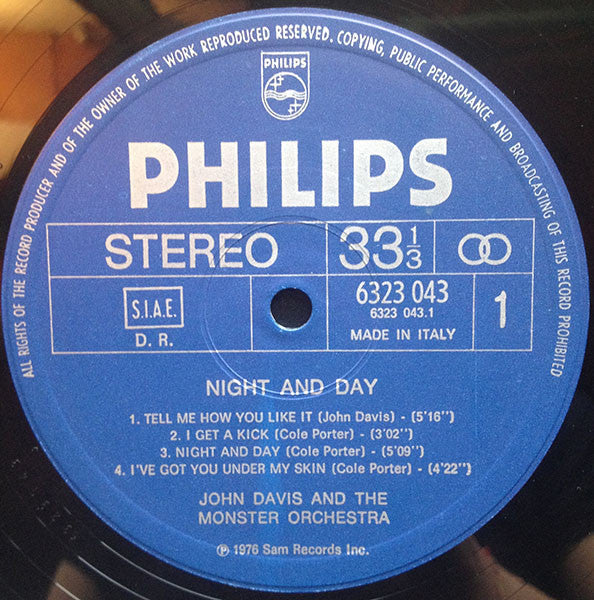 ALL RIGHTS OF THE RECORD PRODUCER AND OF THE OWNER OF THE WORK REPRODUCED RESERVED. COPYING, PUBLIC PERFORMANCE AND BROADCASTING OF THIS RECORD PROHIBITED
PHILIPS
PHILIPS
STEREO 33 1/3
S.I.A.E.
D. R.
6323 043
6323 043.1
MADE IN ITALY
1
NIGHT AND DAY
1. TELL ME HOW YOU LIKE IT (John Davis) - (5'16")
2. I GET A KICK (Cole Porter) - (3'02")
3. NIGHT AND DAY (Cole Porter) - (5'09")
4. I'VE GOT YOU UNDER MY SKIN (Cole Porter) - (4'22")
JOHN DAVIS AND THE
MONSTER ORCHESTRA
℗ 1976 Sam Records Inc.